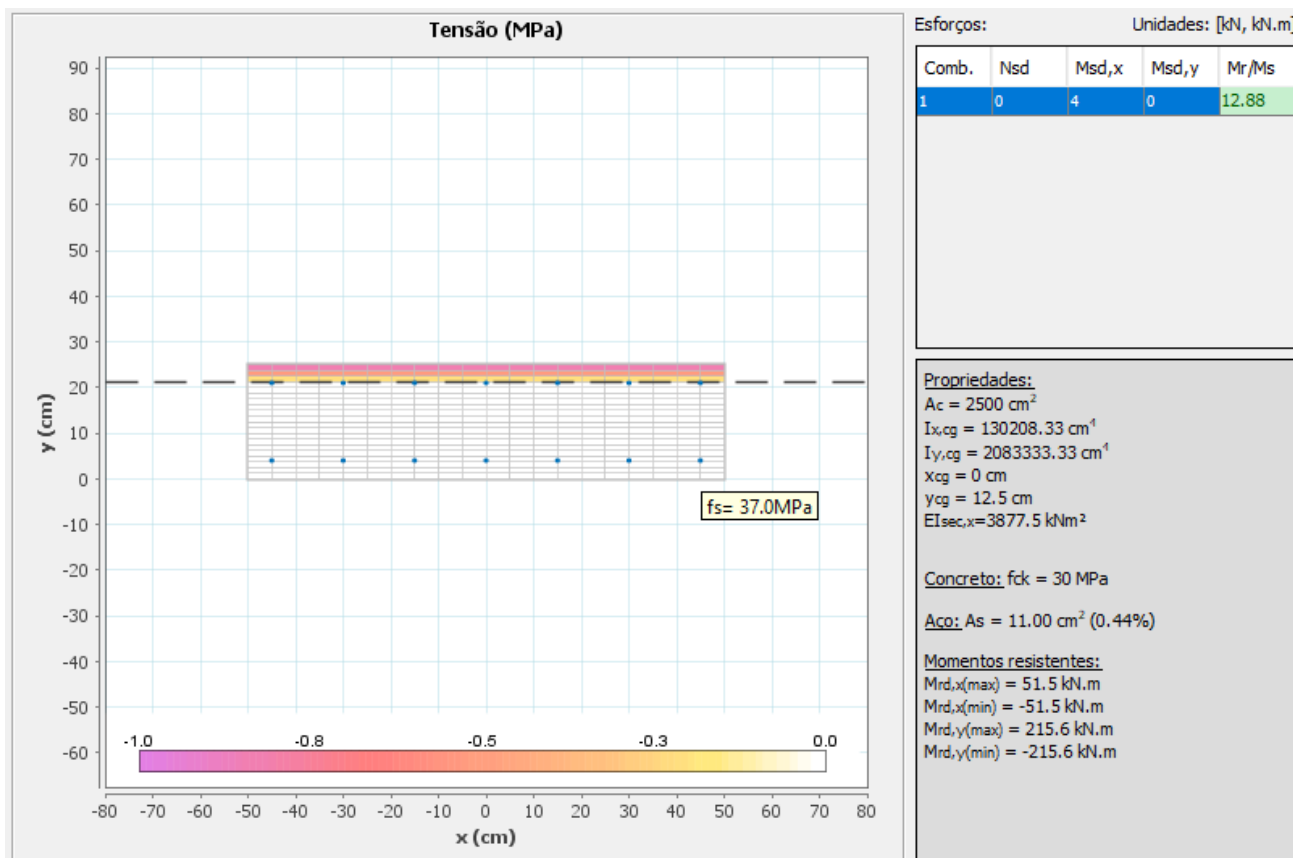 Tensão (MPa)
90
80
70
60
50
40
30
20
10
0
-10
-20
-30
-40
-50
-60
y (cm)
fs= 37.0MPa
-1.0 -0.8 -0.5 -0.3 0.0
-80 -70 -60 -50 -40 -30 -20 -10 0 10 20 30 40 50 60 70 80
x (cm)
Esforços: Unidades: [kN, kN.m]
Comb. Nsd Msd,x Msd,y Mr/Ms
1 0 4 0 12.88
Propriedades:
Ac = 2500 cm²
Ix,cg = 130208.33 cm⁴
Iy,cg = 2083333.33 cm⁴
xcg = 0 cm
ycg = 12.5 cm
EIsec,x=3877.5 kNm²
Concreto: fck = 30 MPa
Aço: As = 11.00 cm² (0.44%)
Momentos resistentes:
Mrd,x(max) = 51.5 kN.m
Mrd,x(min) = -51.5 kN.m
Mrd,y(max) = 215.6 kN.m
Mrd,y(min) = -215.6 kN.m